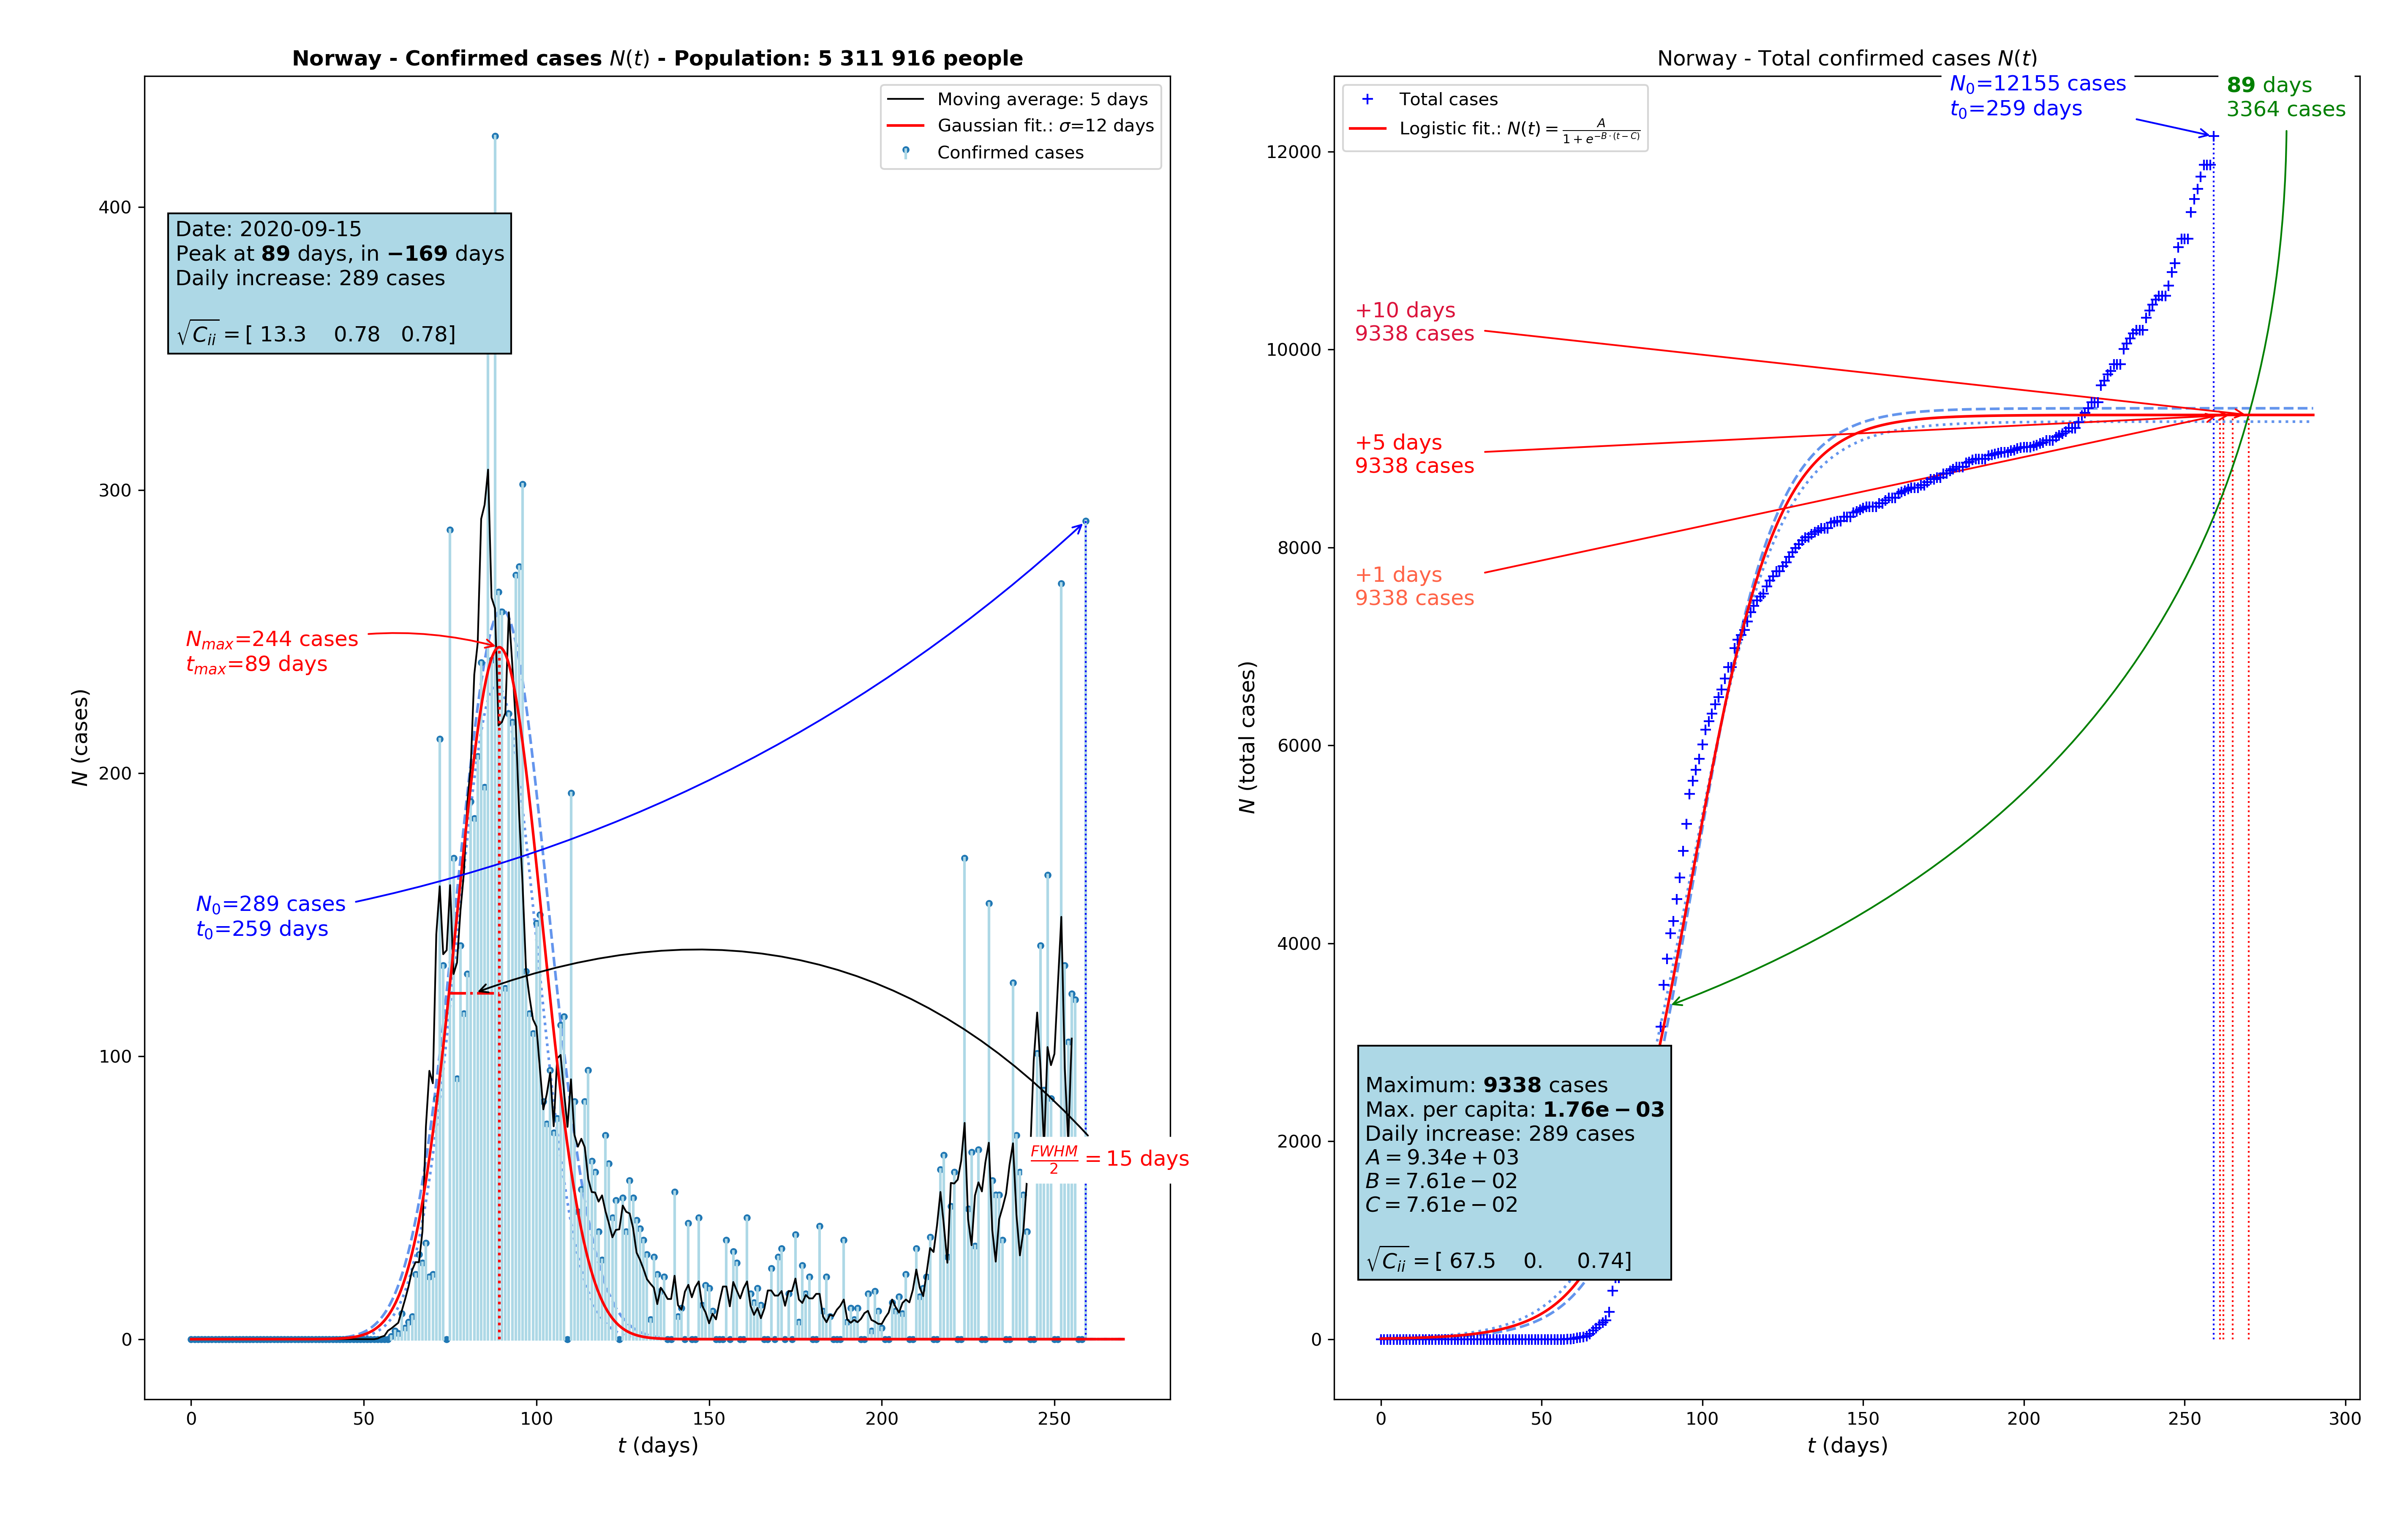 Norway - Confirmed cases N(t) - Population: 5 311 916 people
Moving average: 5 days
Gaussian fit.: σ=12 days
Confirmed cases
Date: 2020-09-15
Peak at 89 days, in −169 days
Daily increase: 289 cases
√C_ii = [ 13.3 0.78 0.78]
N_max=244 cases
t_max=89 days
N_0=289 cases
t_0=259 days
FWHM/2 = 15 days
N (cases)
400
300
200
100
0
0 50 100 150 200 250
t (days)
Norway - Total confirmed cases N(t)
Total cases
Logistic fit.: N(t) = A/(1 + e^{−B·(t−C)})
N_0=12155 cases
t_0=259 days
89 days
3364 cases
+10 days
9338 cases
+5 days
9338 cases
+1 days
9338 cases
Maximum: 9338 cases
Max. per capita: 1.76e − 03
Daily increase: 289 cases
A = 9.34e + 03
B = 7.61e − 02
C = 7.61e − 02
√C_ii = [ 67.5 0. 0.74]
N (total cases)
12000
10000
8000
6000
4000
2000
0
0 50 100 150 200 250 300
t (days)